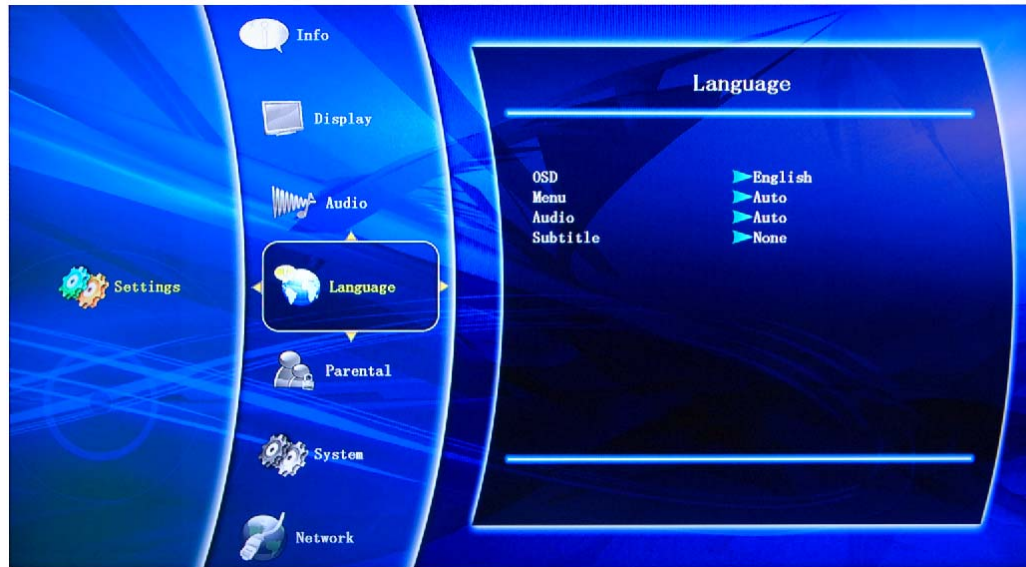 Settings
Info
Display
Audio
Language
Parental
System
Network
Language
OSD English
Menu Auto
Audio Auto
Subtitle None